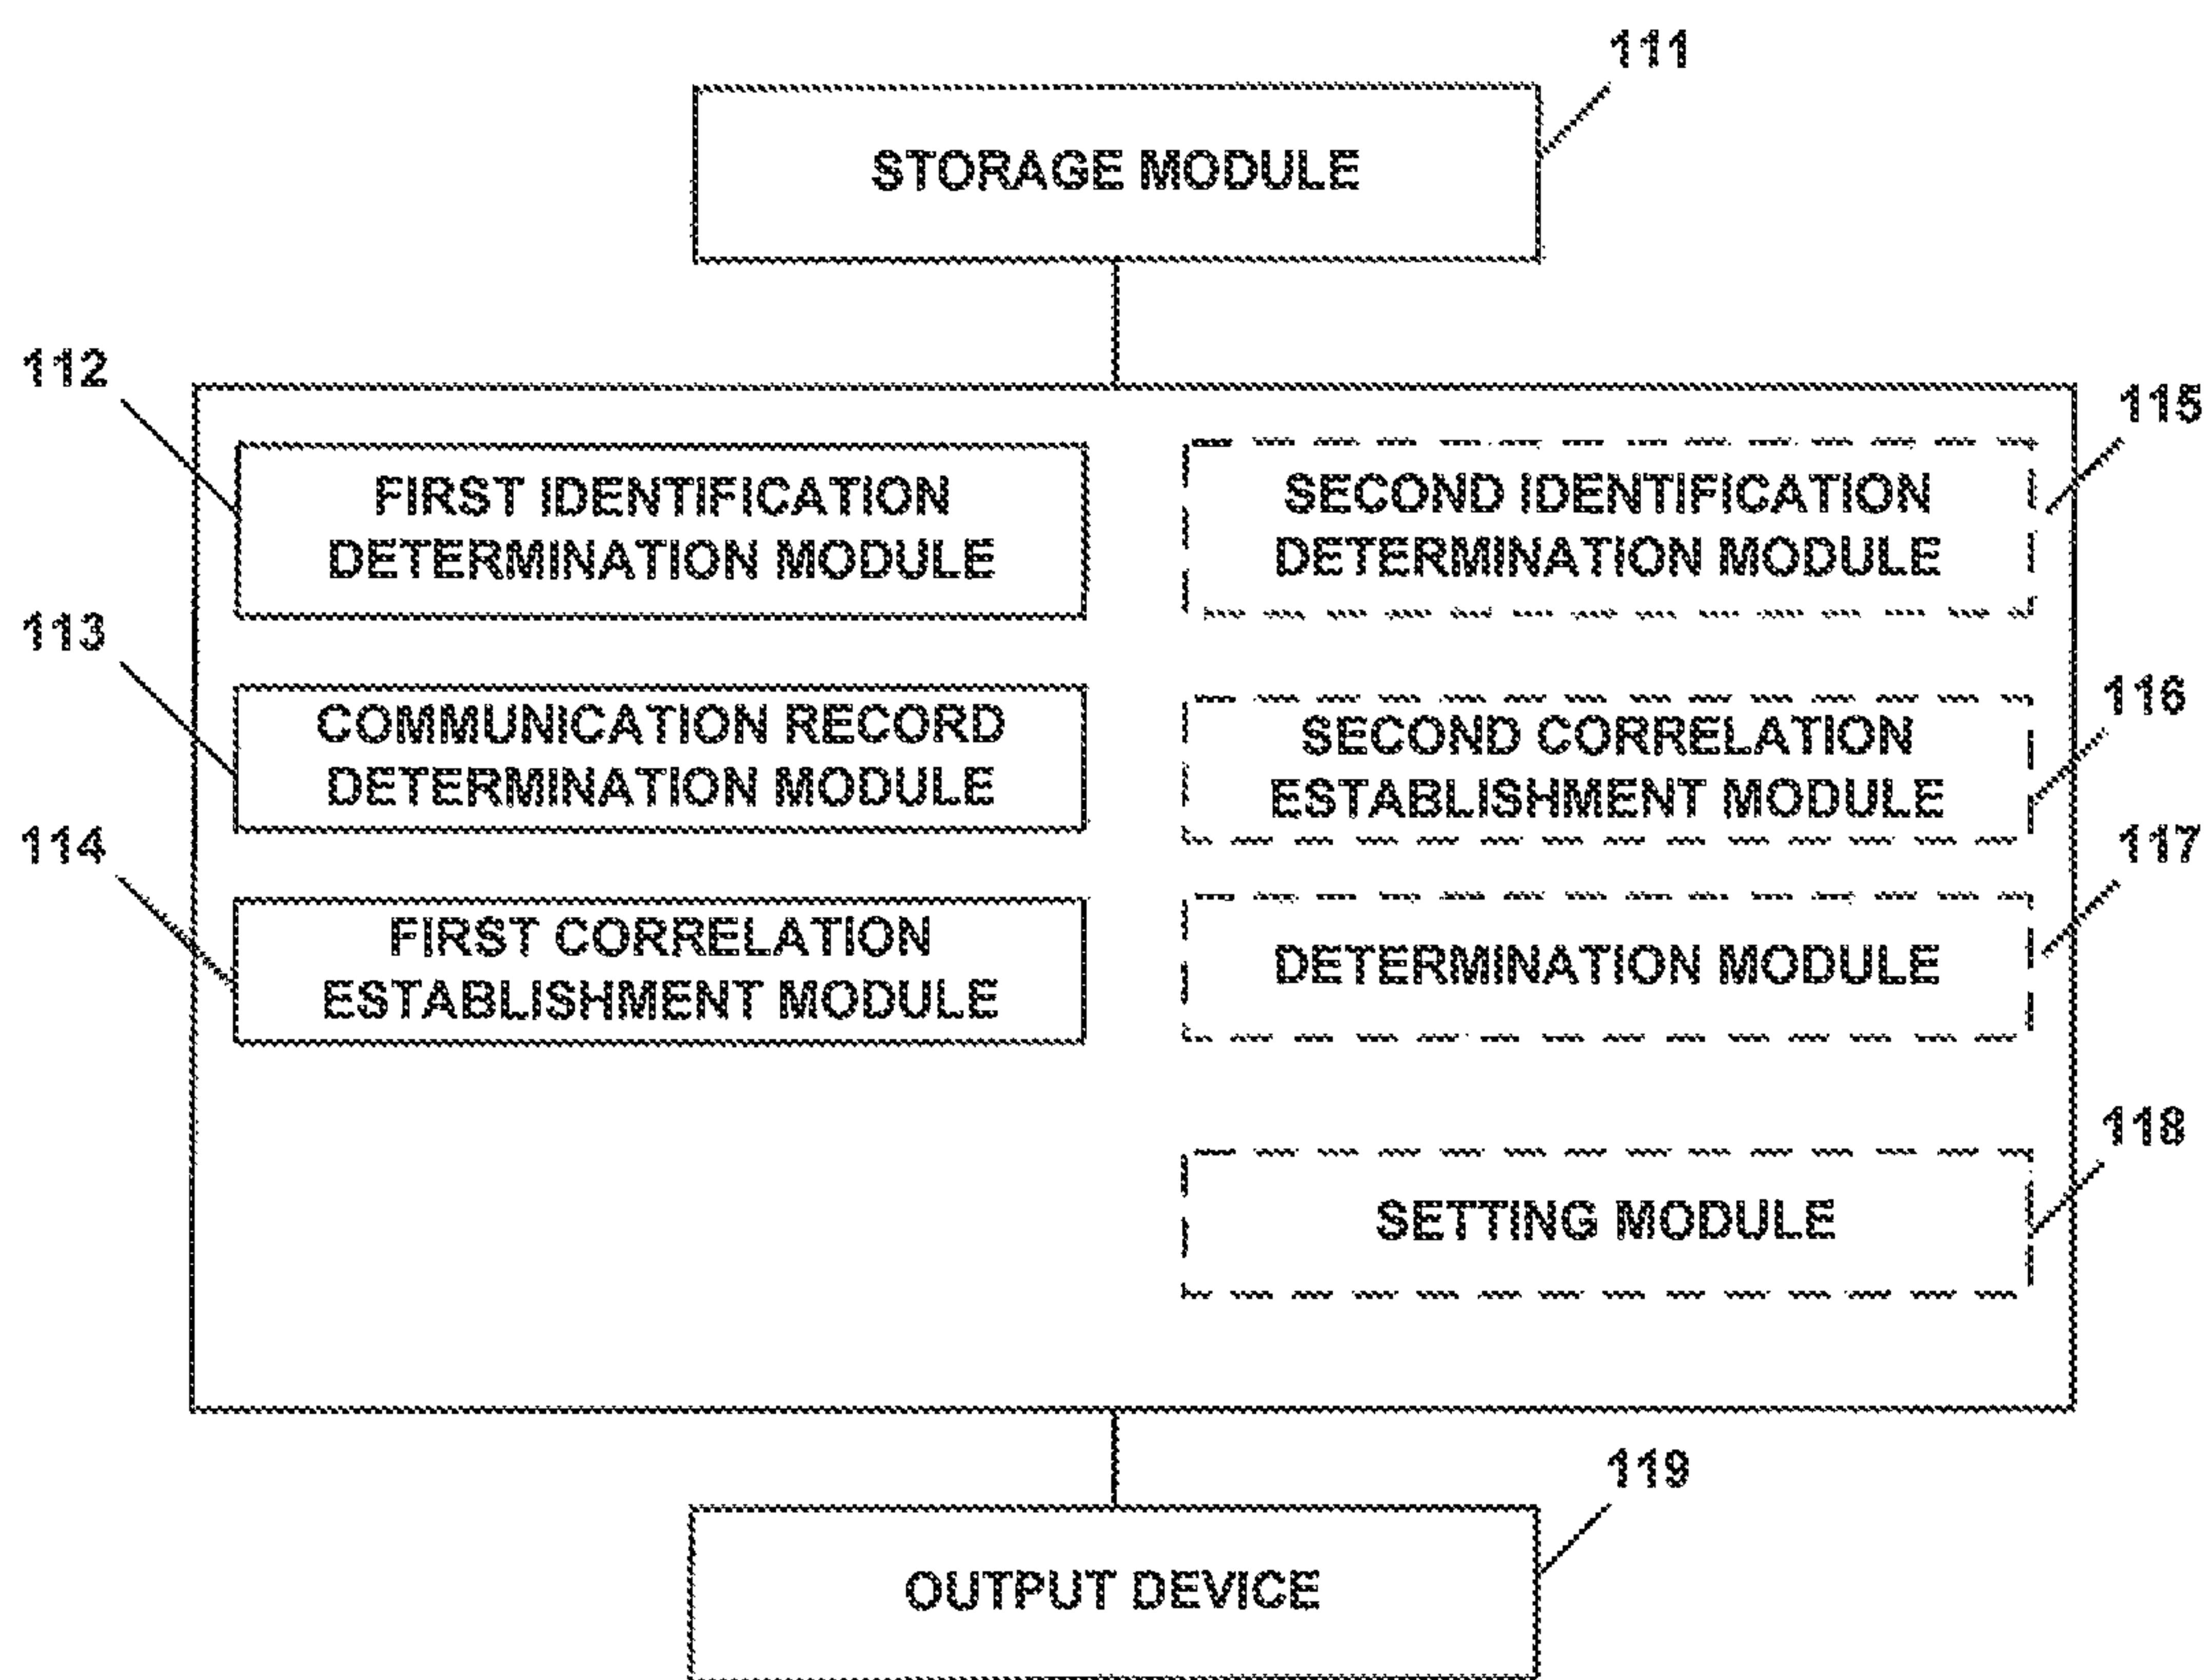 111
STORAGE MODULE
112
FIRST IDENTIFICATION
DETERMINATION MODULE
115
SECOND IDENTIFICATION
DETERMINATION MODULE
113
COMMUNICATION RECORD
DETERMINATION MODULE
116
SECOND CORRELATION
ESTABLISHMENT MODULE
114
FIRST CORRELATION
ESTABLISHMENT MODULE
117
DETERMINATION MODULE
118
SETTING MODULE
119
OUTPUT DEVICE